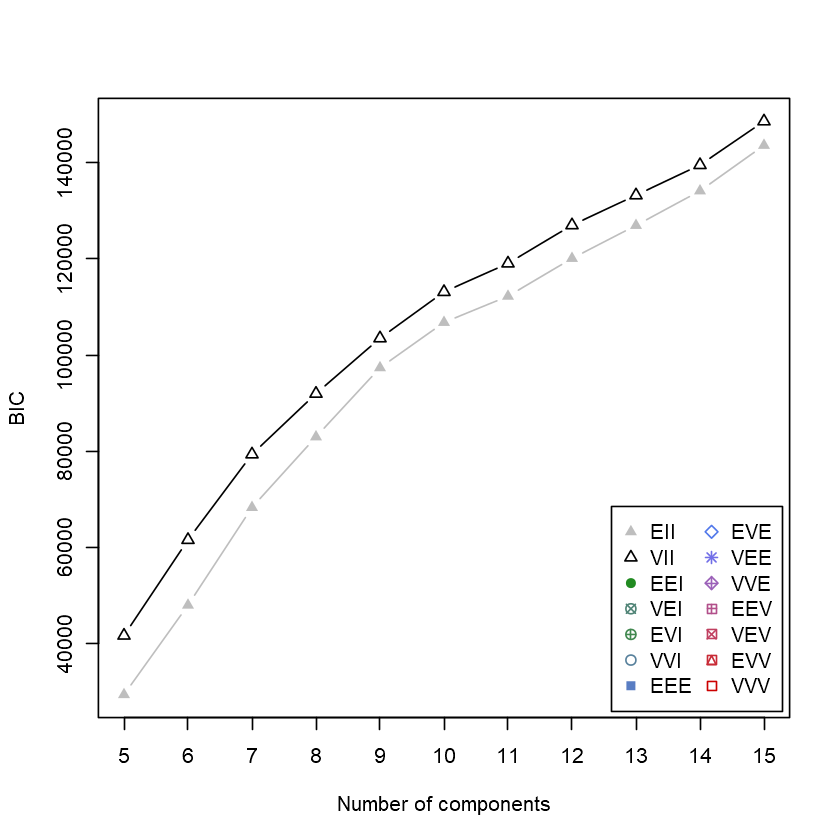 140000
120000
100000
80000
60000
40000
BIC
EII EVE
VII VEE
EEI VVE
VEI EEV
EVI VEV
VVI EVV
EEE VVV
5 6 7 8 9 10 11 12 13 14 15
Number of components